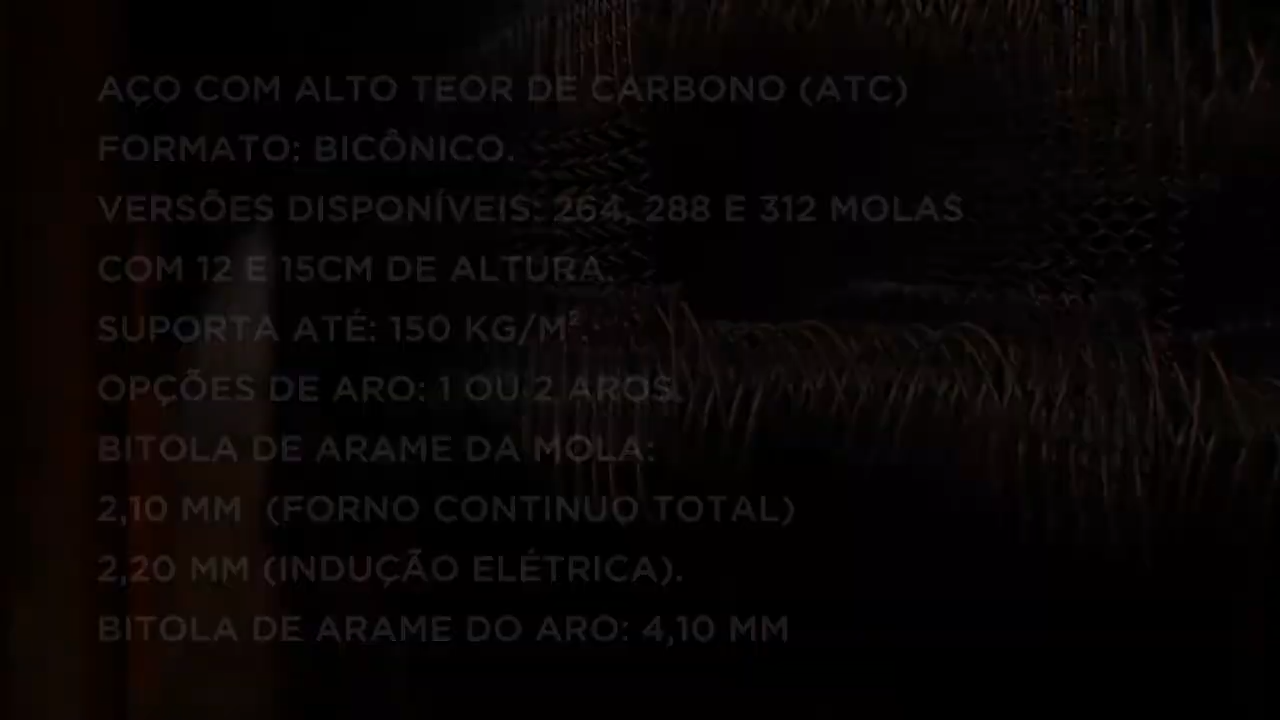 AÇO COM ALTO TEOR DE CARBONO (ATC)
FORMATO: BICÔNICO.
VERSÕES DISPONÍVEIS: 264, 288 E 312 MOLAS
COM 12 E 15CM DE ALTURA.
SUPORTA ATÉ: 150 KG/M².
OPÇÕES DE ARO: 1 OU 2 AROS.
BITOLA DE ARAME DA MOLA:
2,10 MM (FORNO CONTINUO TOTAL)
2,20 MM (INDUÇÃO ELÉTRICA).
BITOLA DE ARAME DO ARO: 4,10 MM